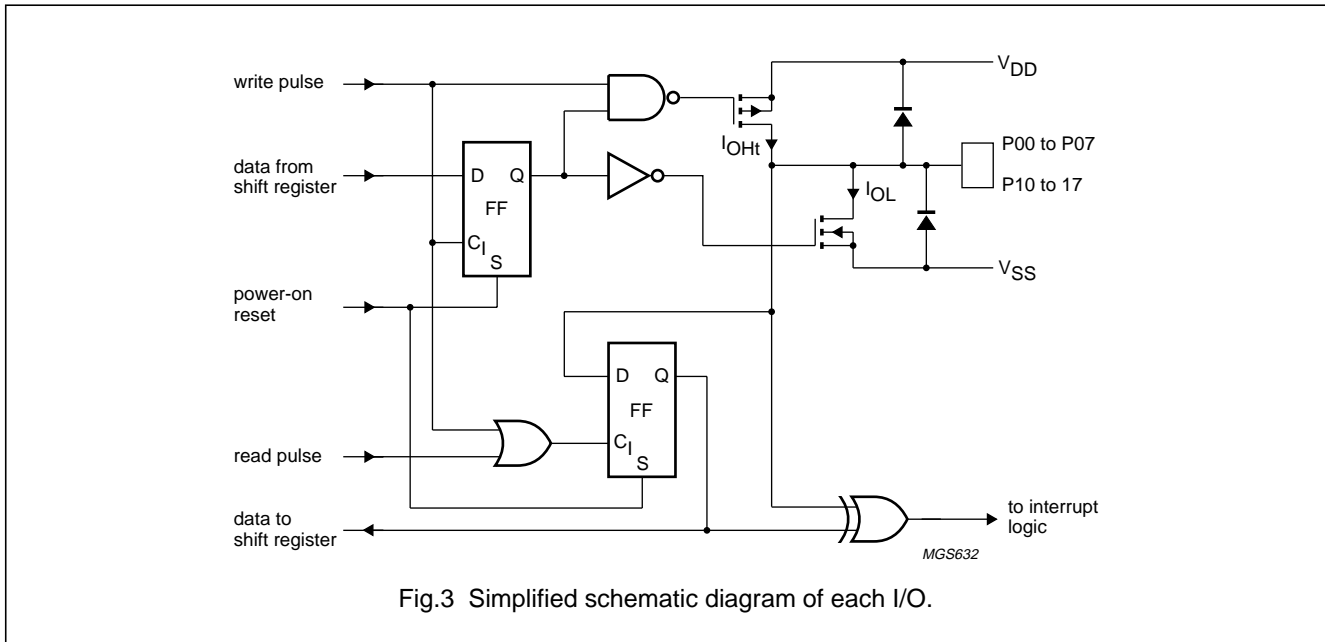 write pulse
data from
shift register
power-on
reset
read pulse
data to
shift register
D Q
FF
CI
S
D Q
FF
CI
S
IOHt
IOL
VDD
P00 to P07
P10 to 17
VSS
to interrupt
logic
MGS632
Fig.3 Simplified schematic diagram of each I/O.